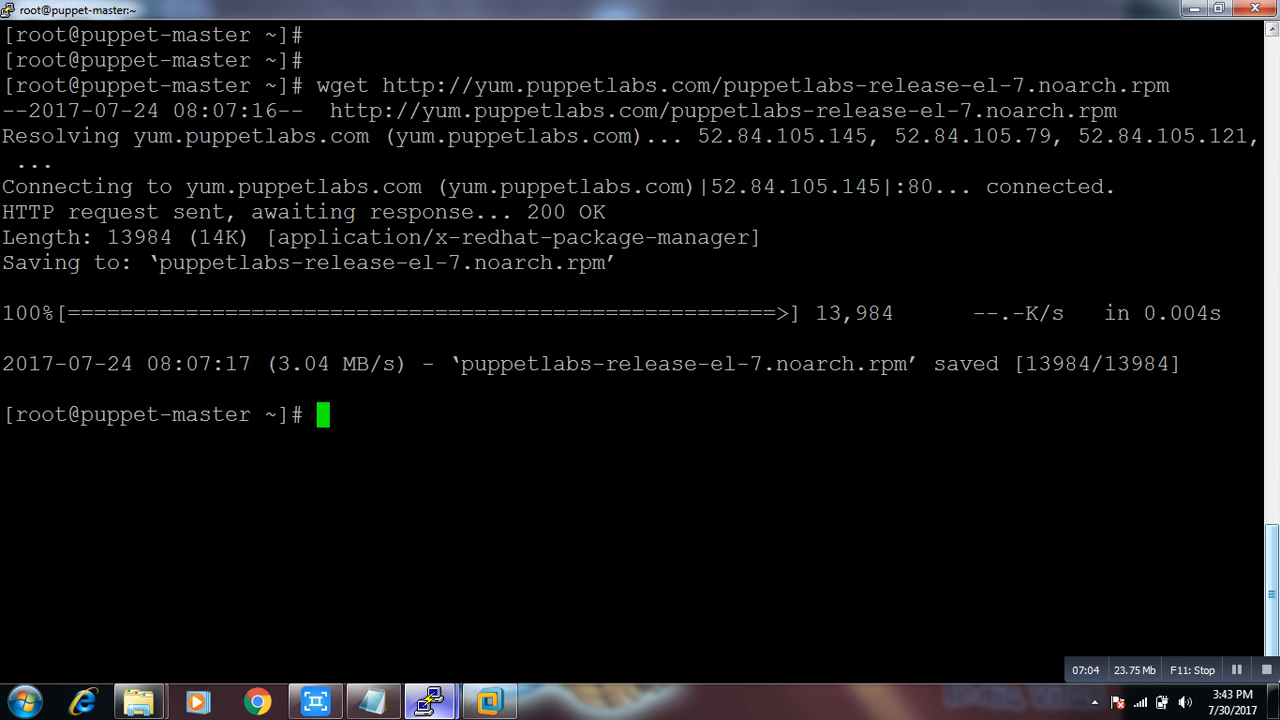 root@puppet-master:~
[root@puppet-master ~]#
[root@puppet-master ~]#
[root@puppet-master ~]# wget http://yum.puppetlabs.com/puppetlabs-release-el-7.noarch.rpm
--2017-07-24 08:07:16--  http://yum.puppetlabs.com/puppetlabs-release-el-7.noarch.rpm
Resolving yum.puppetlabs.com (yum.puppetlabs.com)... 52.84.105.145, 52.84.105.79, 52.84.105.121,
 ...
Connecting to yum.puppetlabs.com (yum.puppetlabs.com)|52.84.105.145|:80... connected.
HTTP request sent, awaiting response... 200 OK
Length: 13984 (14K) [application/x-redhat-package-manager]
Saving to: ‘puppetlabs-release-el-7.noarch.rpm’
100%[======================================================>] 13,984      --.-K/s   in 0.004s
2017-07-24 08:07:17 (3.04 MB/s) - ‘puppetlabs-release-el-7.noarch.rpm’ saved [13984/13984]
[root@puppet-master ~]#
07:04 23.75 Mb F11: Stop
3:43 PM
7/30/2017